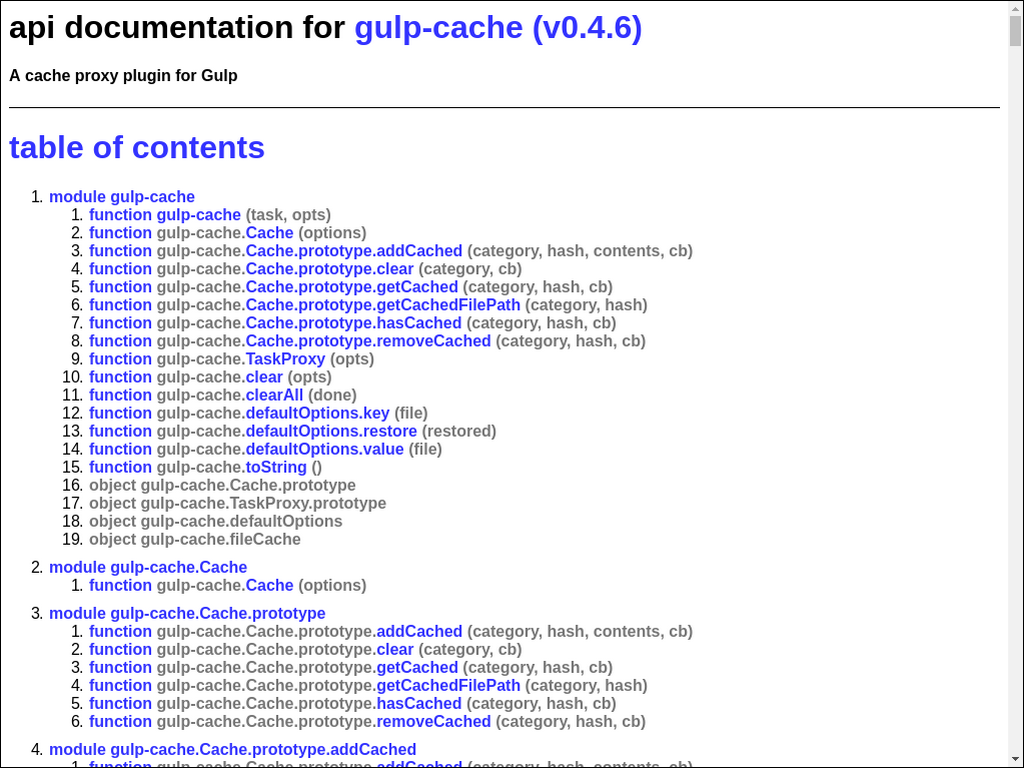 api documentation for gulp-cache (v0.4.6)
A cache proxy plugin for Gulp
table of contents
1. module gulp-cache
1. function gulp-cache (task, opts)
2. function gulp-cache.Cache (options)
3. function gulp-cache.Cache.prototype.addCached (category, hash, contents, cb)
4. function gulp-cache.Cache.prototype.clear (category, cb)
5. function gulp-cache.Cache.prototype.getCached (category, hash, cb)
6. function gulp-cache.Cache.prototype.getCachedFilePath (category, hash)
7. function gulp-cache.Cache.prototype.hasCached (category, hash, cb)
8. function gulp-cache.Cache.prototype.removeCached (category, hash, cb)
9. function gulp-cache.TaskProxy (opts)
10. function gulp-cache.clear (opts)
11. function gulp-cache.clearAll (done)
12. function gulp-cache.defaultOptions.key (file)
13. function gulp-cache.defaultOptions.restore (restored)
14. function gulp-cache.defaultOptions.value (file)
15. function gulp-cache.toString ()
16. object gulp-cache.Cache.prototype
17. object gulp-cache.TaskProxy.prototype
18. object gulp-cache.defaultOptions
19. object gulp-cache.fileCache
2. module gulp-cache.Cache
1. function gulp-cache.Cache (options)
3. module gulp-cache.Cache.prototype
1. function gulp-cache.Cache.prototype.addCached (category, hash, contents, cb)
2. function gulp-cache.Cache.prototype.clear (category, cb)
3. function gulp-cache.Cache.prototype.getCached (category, hash, cb)
4. function gulp-cache.Cache.prototype.getCachedFilePath (category, hash)
5. function gulp-cache.Cache.prototype.hasCached (category, hash, cb)
6. function gulp-cache.Cache.prototype.removeCached (category, hash, cb)
4. module gulp-cache.Cache.prototype.addCached
1. function gulp-cache.Cache.prototype.addCached (category, hash, contents, cb)